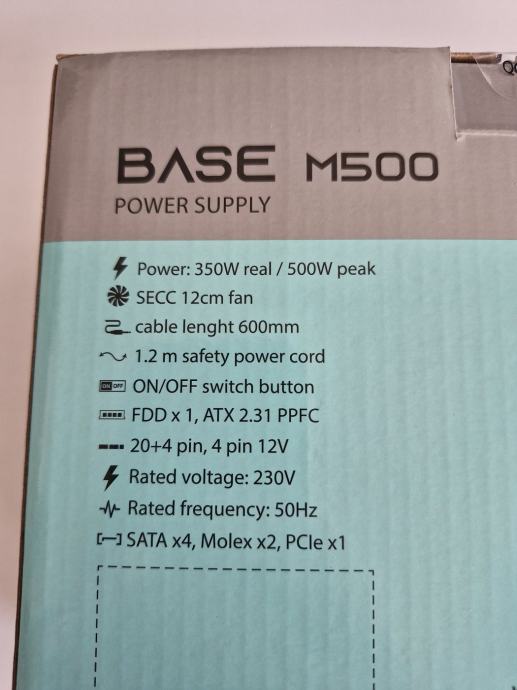 BASE M500
POWER SUPPLY
Power: 350W real / 500W peak
SECC 12cm fan
cable lenght 600mm
1.2 m safety power cord
ON OFF ON/OFF switch button
FDD x 1, ATX 2.31 PPFC
20+4 pin, 4 pin 12V
Rated voltage: 230V
Rated frequency: 50Hz
SATA x4, Molex x2, PCIe x1